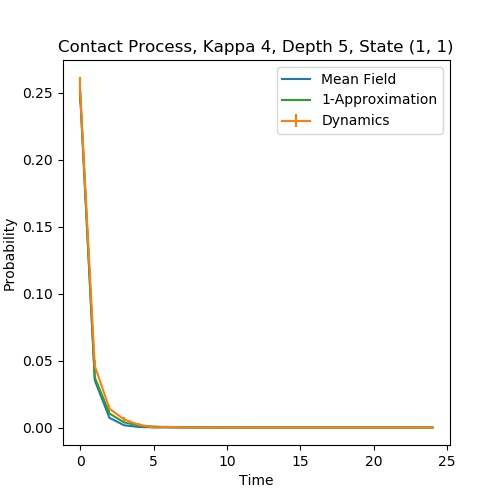 Contact Process, Kappa 4, Depth 5, State (1, 1)
Mean Field
1-Approximation
Dynamics
Probability
0.25
0.20
0.15
0.10
0.05
0.00
0 5 10 15 20 25
Time